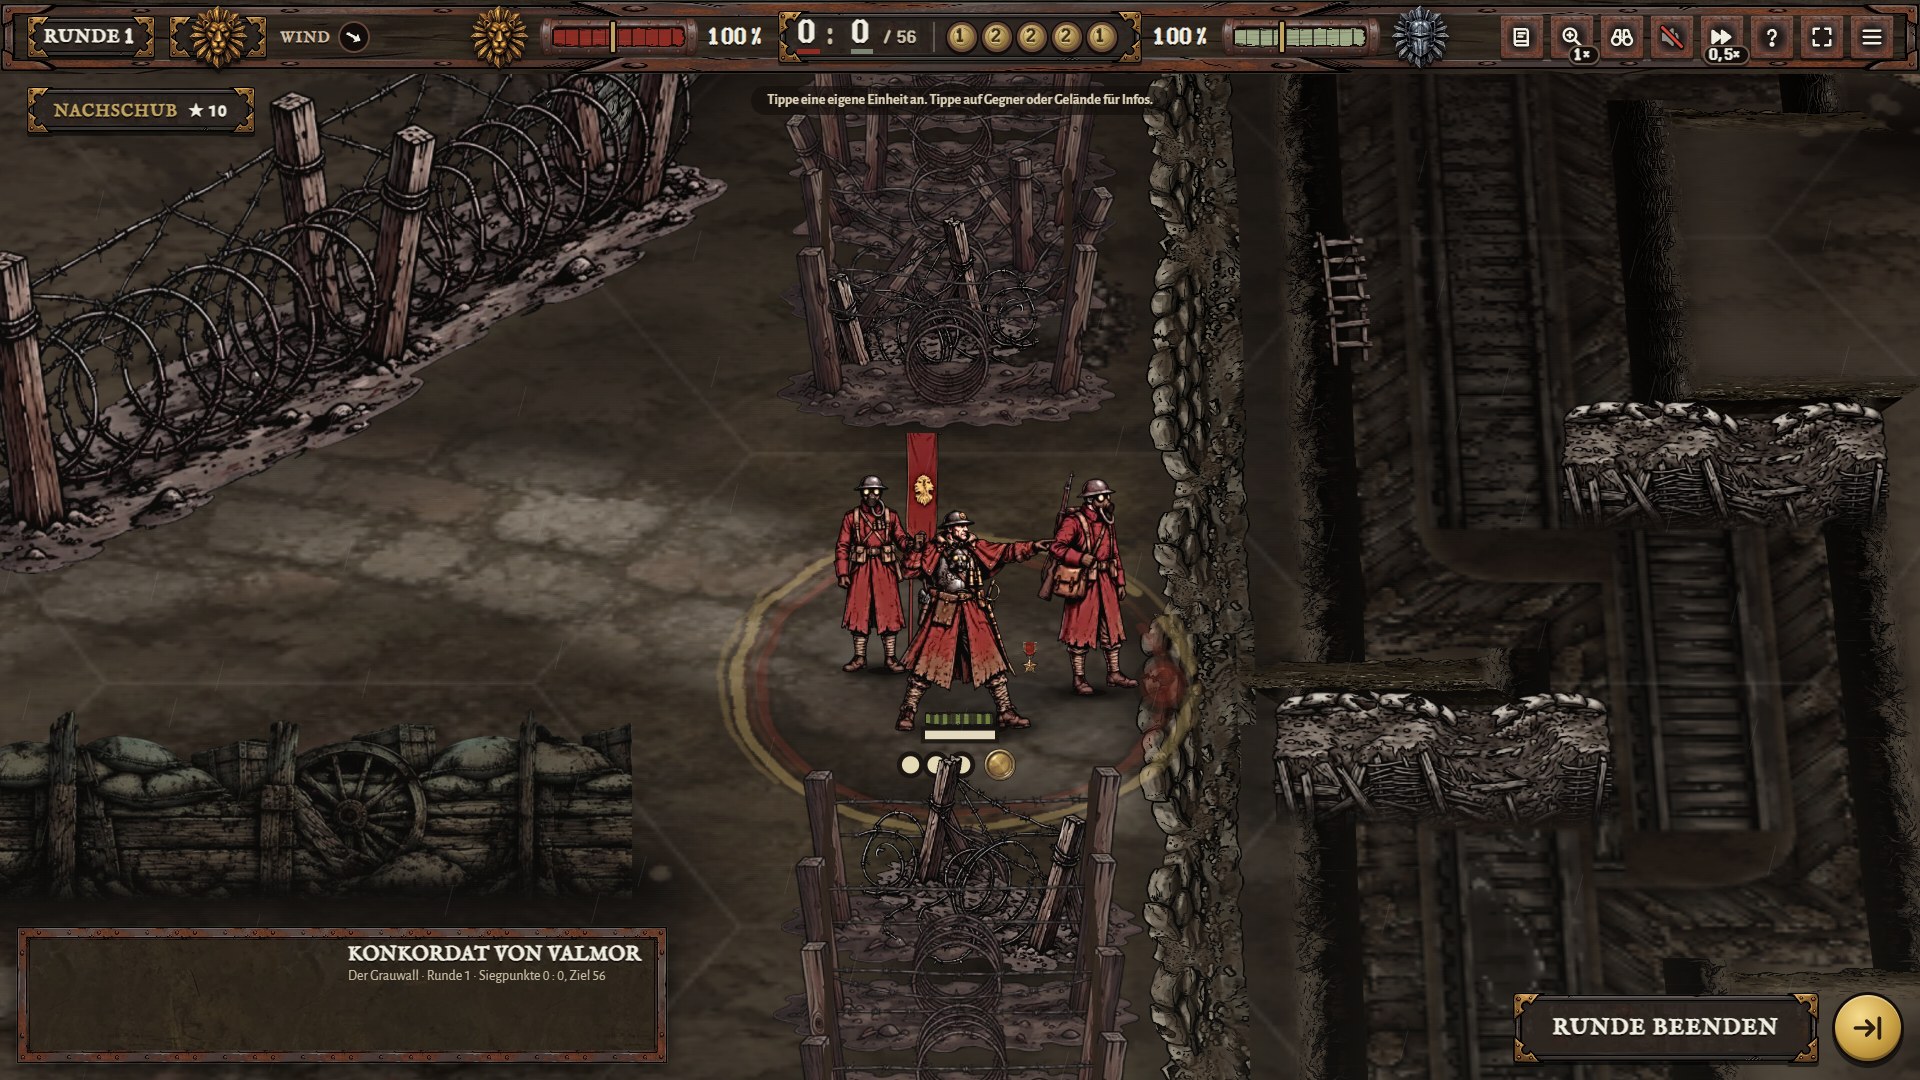 RUNDE 1
WIND
100 %
0 : 0 / 56
1 2 2 2 1
100 %
1×
0,5×
?
NACHSCHUB ★ 10
Tippe eine eigene Einheit an. Tippe auf Gegner oder Gelände für Infos.
KONKORDAT VON VALMOR
Der Grauwall · Runde 1 · Siegpunkte 0 : 0, Ziel 56
RUNDE BEENDEN